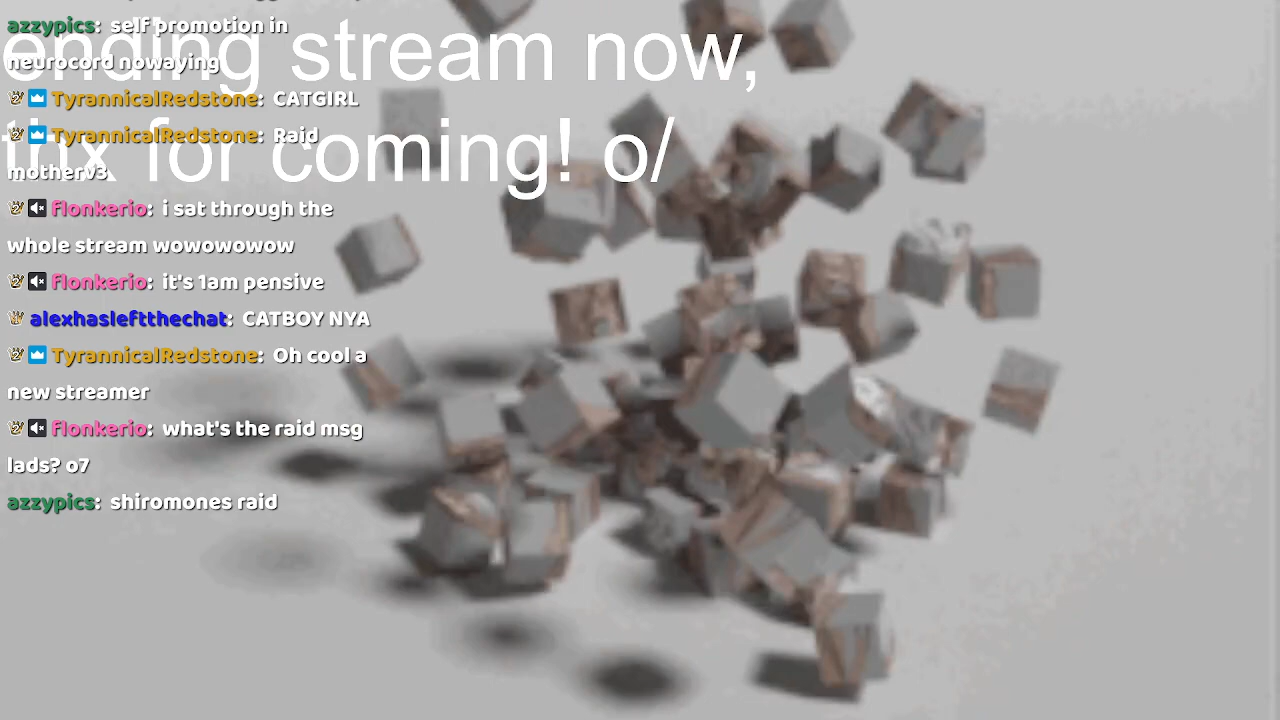 azzypics: self promotion in
neurocord nowaying
ending stream now,
thx for coming! o/
TyrannicalRedstone: CATGIRL
TyrannicalRedstone: Raid
motherv3
flonkerio: i sat through the
whole stream wowowowow
flonkerio: it's 1am pensive
alexhasleftthechat: CATBOY NYA
TyrannicalRedstone: Oh cool a
new streamer
flonkerio: what's the raid msg
lads? o7
azzypics: shiromones raid